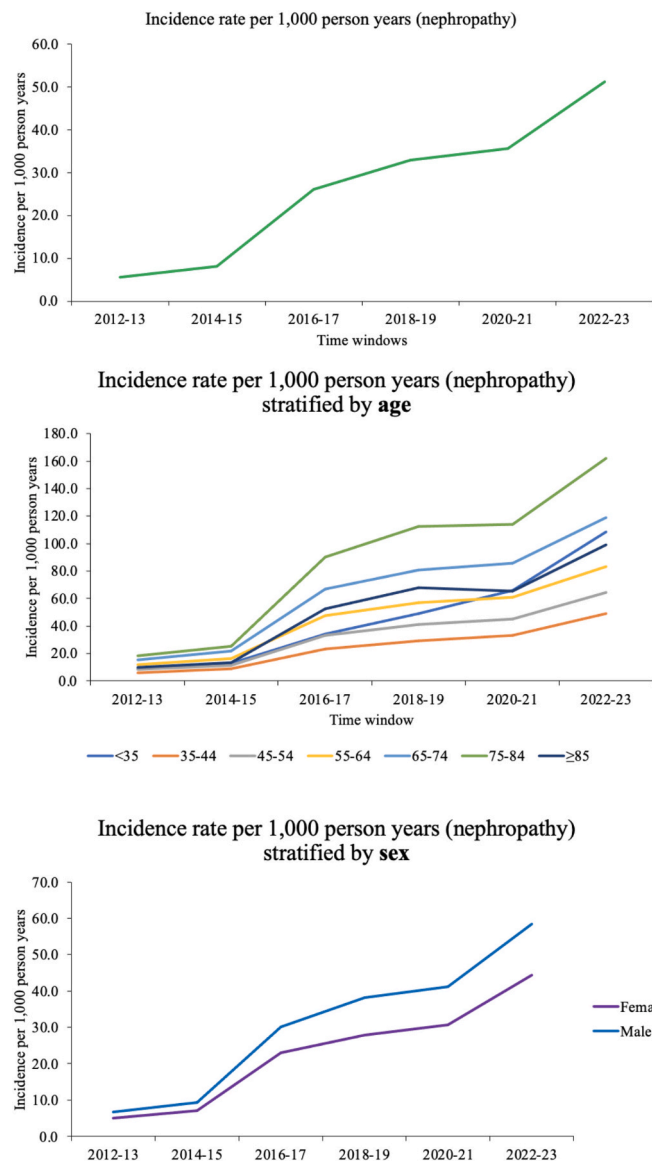 Incidence rate per 1,000 person years (nephropathy)
Incidence per 1,000 person years
60.0
50.0
40.0
30.0
20.0
10.0
0.0
2012-13 2014-15 2016-17 2018-19 2020-21 2022-23
Time windows
Incidence rate per 1,000 person years (nephropathy)
stratified by age
Incidence per 1,000 person years
180.0
160.0
140.0
120.0
100.0
80.0
60.0
40.0
20.0
0.0
2012-13 2014-15 2016-17 2018-19 2020-21 2022-23
Time window
<35 35-44 45-54 55-64 65-74 75-84 ≥85
Incidence rate per 1,000 person years (nephropathy)
stratified by sex
Incidence per 1,000 person years
70.0
60.0
50.0
40.0
30.0
20.0
10.0
0.0
Fema
Male
2012-13 2014-15 2016-17 2018-19 2020-21 2022-23